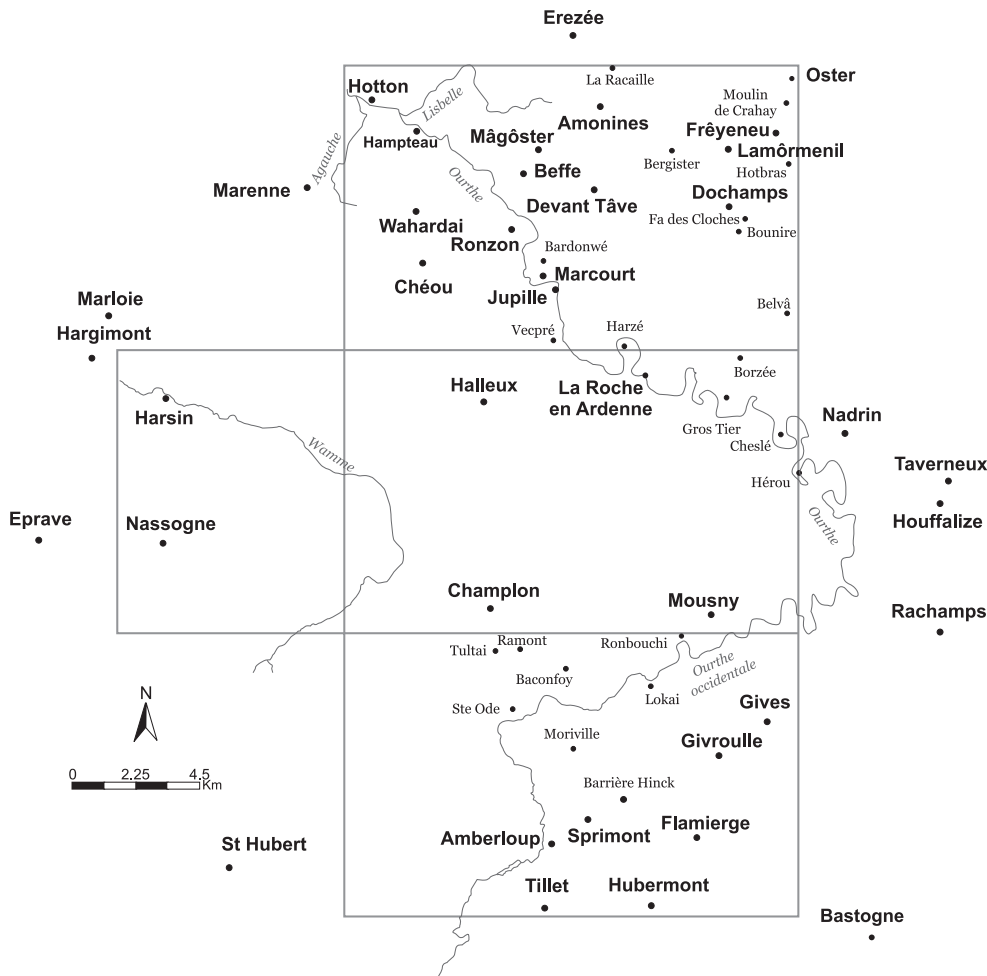 Erezée
La Racaille
Oster
Hotton
Lisbelle
Moulin
de Crahay
Amonines
Frêyeneu
Hampteau
Mâgôster
Lamôrmenil
Bergister
Hotbras
Agauche
Beffe
Marenne
Ourthe
Devant Tâve
Dochamps
Wahardai
Fa des Cloches
Bounire
Ronzon
Bardonwé
Marcourt
Chéou
Jupille
Belvâ
Marloie
Vecpré
Harzé
Hargimont
Borzée
Halleux
La Roche
en Ardenne
Harsin
Nadrin
Gros Tier
Cheslé
Wamme
Taverneux
Hérou
Eprave
Nassogne
Houffalize
Ourthe
Champlon
Mousny
Rachamps
Ramont
Ronbouchi
Tultai
Ourthe
occidentale
Baconfoy
N
Lokai
Ste Ode
Gives
Moriville
Givroulle
0 2.25 4.5
Km
Barrière Hinck
St Hubert
Amberloup
Sprimont
Flamierge
Tillet
Hubermont
Bastogne